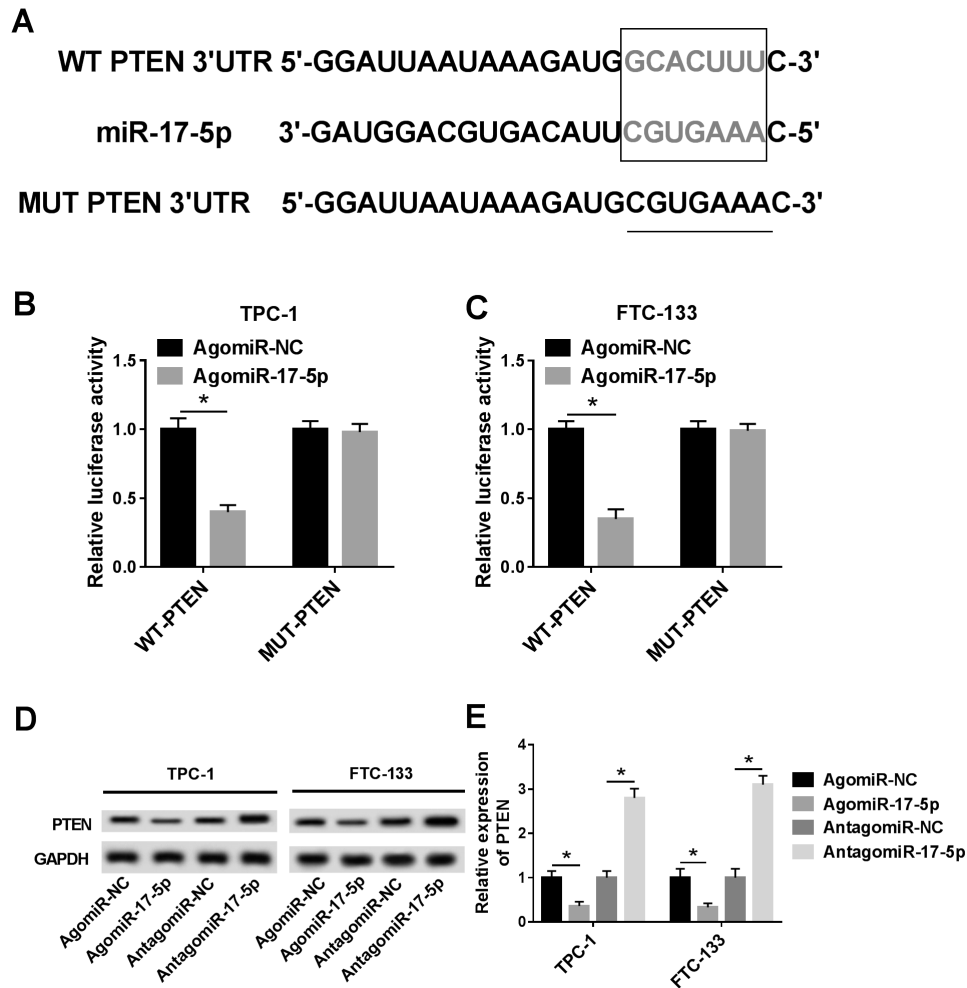 A
WT PTEN 3'UTR 5'-GGAUUAAUAAAGAUGGCACUUUC-3'
miR-17-5p 3'-GAUGGACGUGACAUUCGUGAAAC-5'
MUT PTEN 3'UTR 5'-GGAUUAAUAAAGAUGCGUGAAAC-3'
B
TPC-1
AgomiR-NC
AgomiR-17-5p
Relative luciferase activity
1.5
1.0
0.5
0.0
*
WT-PTEN
MUT-PTEN
C
FTC-133
AgomiR-NC
AgomiR-17-5p
Relative luciferase activity
1.5
1.0
0.5
0.0
*
WT-PTEN
MUT-PTEN
D
TPC-1 FTC-133
PTEN
GAPDH
AgomiR-NC
AgomiR-17-5p
AntagomiR-NC
AntagomiR-17-5p
AgomiR-NC
AgomiR-17-5p
AntagomiR-NC
AntagomiR-17-5p
E
Relative expression
of PTEN
4
3
2
1
0
*
*
*
*
TPC-1
FTC-133
AgomiR-NC
AgomiR-17-5p
AntagomiR-NC
AntagomiR-17-5p